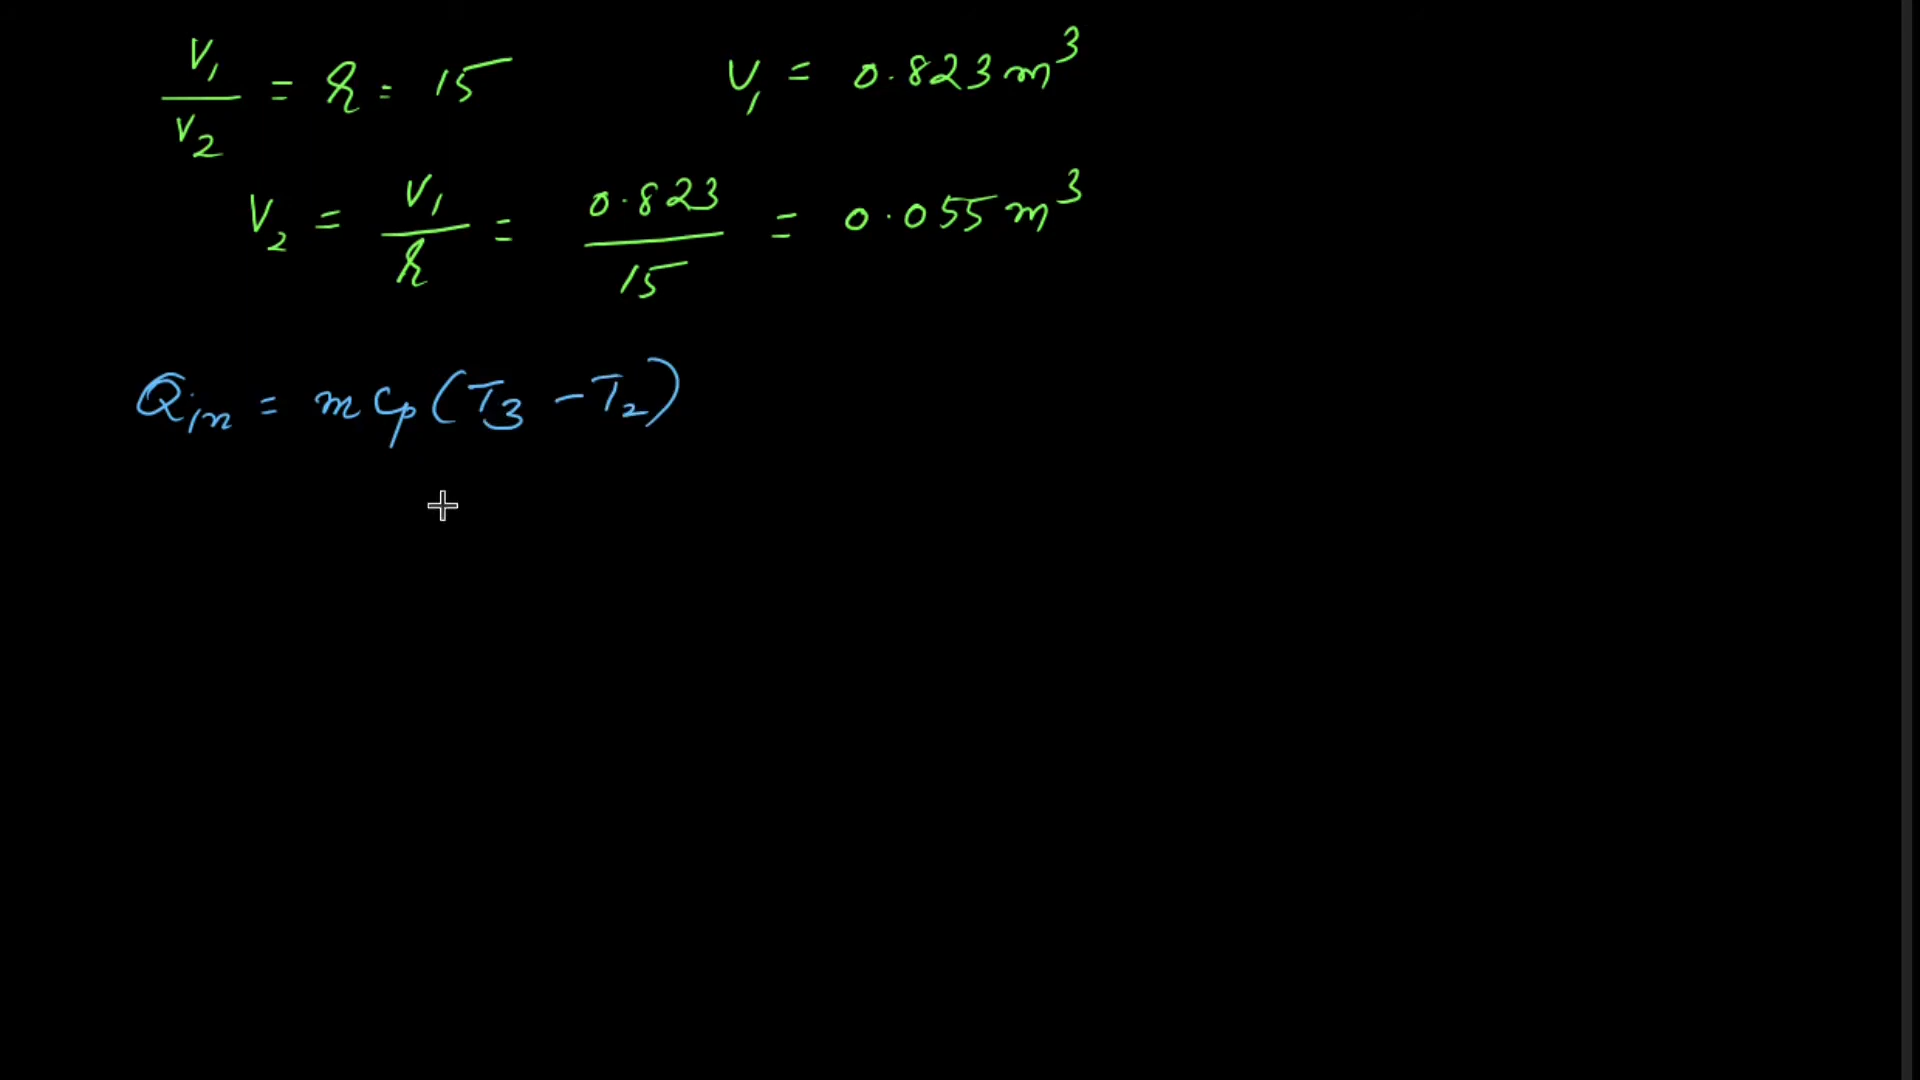 V₁/V₂ = r = 15    V₁ = 0.823 m³
V₂ = V₁/r = 0.823/15 = 0.055 m³
Qin = m Cp (T₃ - T₂)